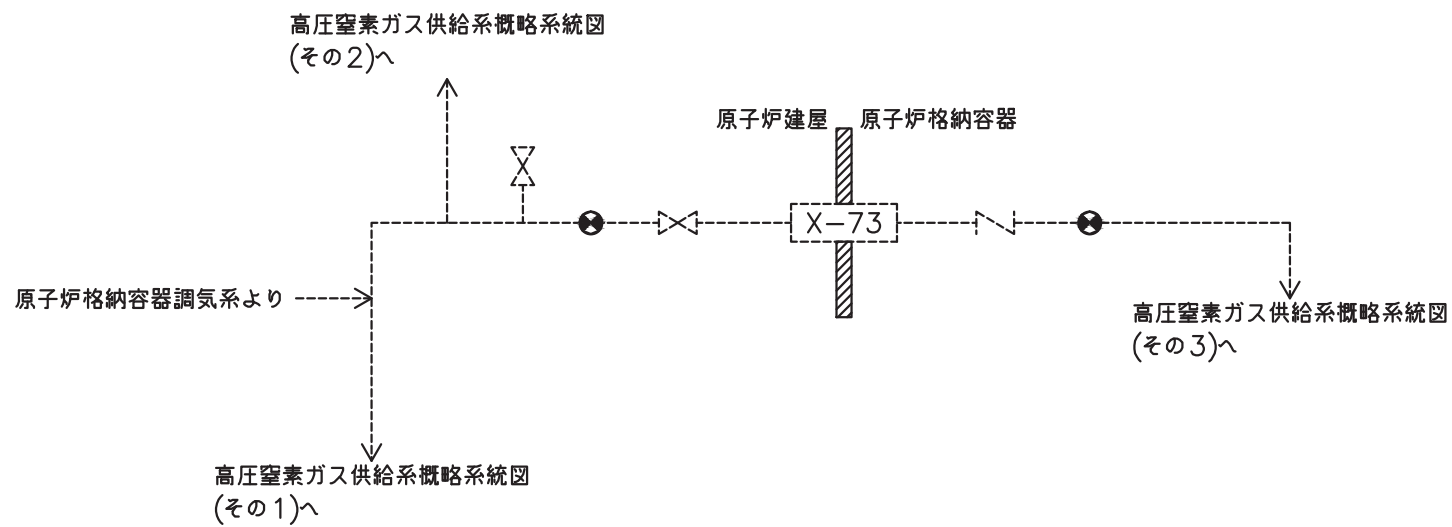 高圧窒素ガス供給系概略系統図
(その2)へ
原子炉建屋
原子炉格納容器
X-73
原子炉格納容器調気系より
高圧窒素ガス供給系概略系統図
(その3)へ
高圧窒素ガス供給系概略系統図
(その1)へ